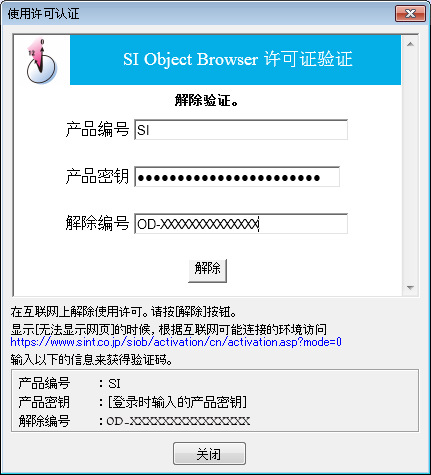 使用许可认证
SI Object Browser 许可证验证
解除验证。
产品编号 SI
产品密钥 ●●●●●●●●●●●●●●●●●●●●●●●
解除编号 OD-XXXXXXXXXXXXXX
解除
在互联网上解除使用许可。请按[解除]按钮。
显示[无法显示网页]的时候，根据互联网可能连接的环境访问
https://www.sint.co.jp/siob/activation/cn/activation.asp?mode=0
输入以下的信息来获得验证码。
产品编号 ：SI
产品密钥 ：[登录时输入的产品密钥]
解除编号 ：OD-XXXXXXXXXXXXXX
关闭